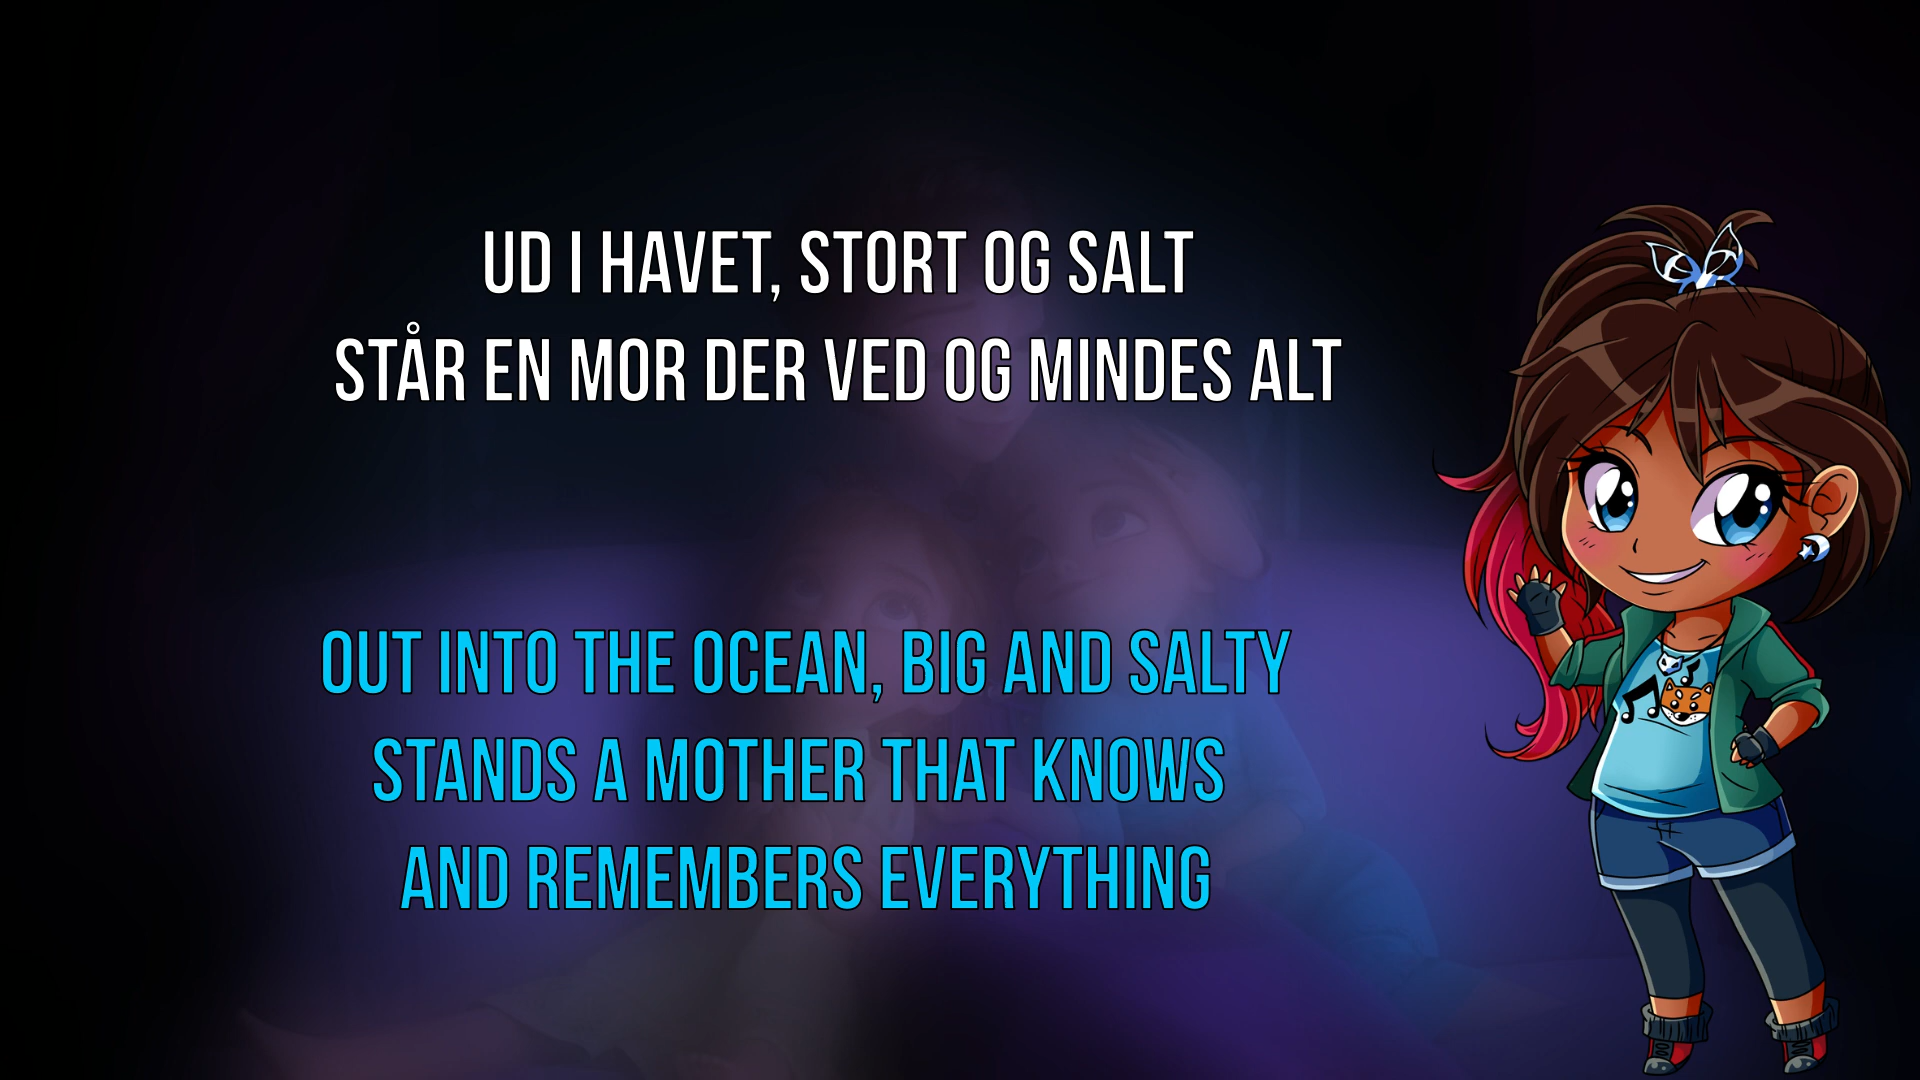 UD I HAVET, STORT OG SALT
STÅR EN MOR DER VED OG MINDES ALT
OUT INTO THE OCEAN, BIG AND SALTY
STANDS A MOTHER THAT KNOWS
AND REMEMBERS EVERYTHING